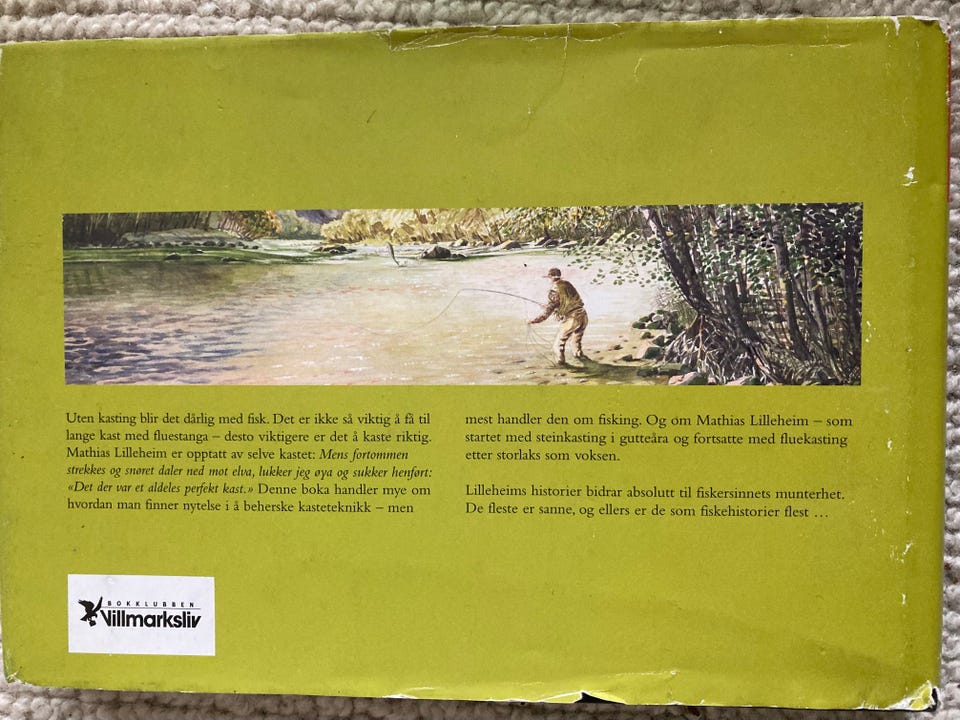 Uten kasting blir det dårlig med fisk. Det er ikke så viktig å få til
lange kast med fluestanga – desto viktigere er det å kaste riktig.
Mathias Lilleheim er opptatt av selve kastet: Mens fortommen
strekkes og snøret daler ned mot elva, lukker jeg øya og sukker henført:
«Det der var et aldeles perfekt kast.» Denne boka handler mye om
hvordan man finner nytelse i å beherske kasteteknikk – men
mest handler den om fisking. Og om Mathias Lilleheim – som
startet med steinkasting i gutteåra og fortsatte med fluekasting
etter storlaks som voksen.
Lilleheims historier bidrar absolutt til fiskersinnets munterhet.
De fleste er sanne, og ellers er de som fiskehistorier flest …
BOKKLUBBEN
Villmarksliv